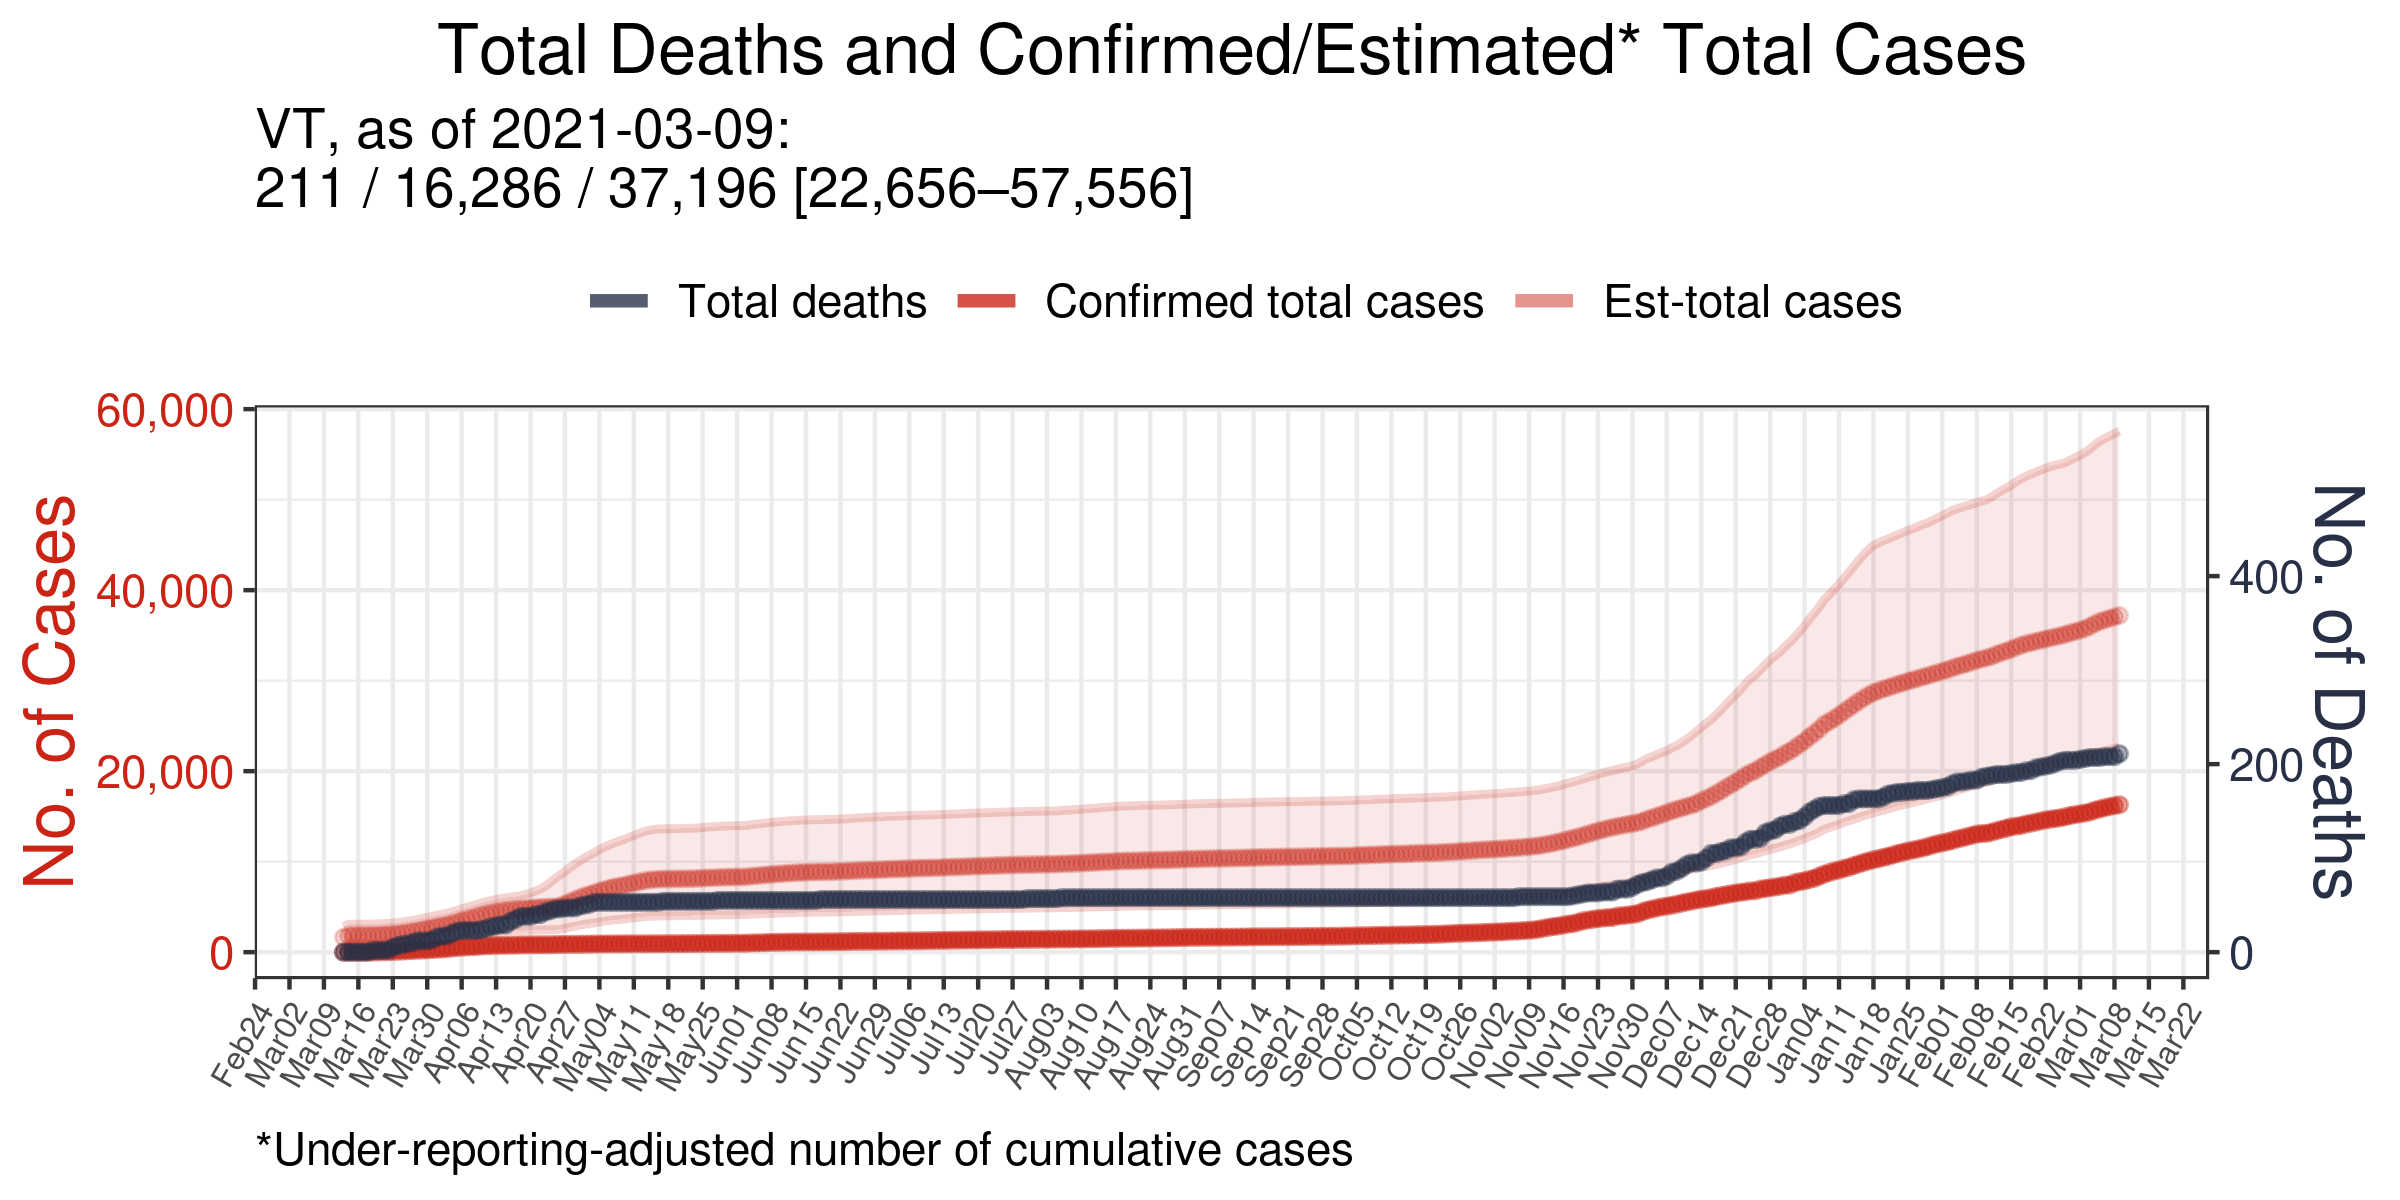 Total Deaths and Confirmed/Estimated* Total Cases
VT, as of 2021-03-09:
211 / 16,286 / 37,196 [22,656–57,556]
Total deaths
Confirmed total cases
Est-total cases
No. of Cases
60,000
40,000
20,000
0
No. of Deaths
400
200
0
Feb24
Mar02
Mar09
Mar16
Mar23
Mar30
Apr06
Apr13
Apr20
Apr27
May04
May11
May18
May25
Jun01
Jun08
Jun15
Jun22
Jun29
Jul06
Jul13
Jul20
Jul27
Aug03
Aug10
Aug17
Aug24
Aug31
Sep07
Sep14
Sep21
Sep28
Oct05
Oct12
Oct19
Oct26
Nov02
Nov09
Nov16
Nov23
Nov30
Dec07
Dec14
Dec21
Dec28
Jan04
Jan11
Jan18
Jan25
Feb01
Feb08
Feb15
Feb22
Mar01
Mar08
Mar15
Mar22
*Under-reporting-adjusted number of cumulative cases